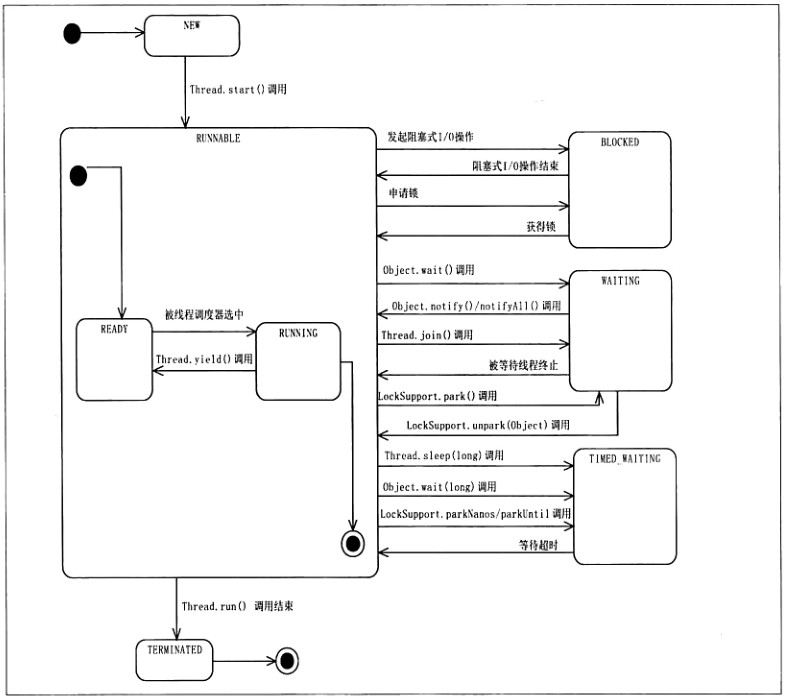 NEW
Thread.start()调用
RUNNABLE
发起阻塞式I/O操作
BLOCKED
阻塞式I/O操作结束
申请锁
获得锁
Object.wait()调用
WAITING
Object.notify()/notifyAll()调用
Thread.join()调用
被等待线程终止
LockSupport.park()调用
LockSupport.unpark(Object)调用
READY
被线程调度器选中
RUNNING
Thread.yield()调用
Thread.sleep(long)调用
TIMED_WAITING
Object.wait(long)调用
LockSupport.parkNanos/parkUntil调用
等待超时
Thread.run() 调用结束
TERMINATED